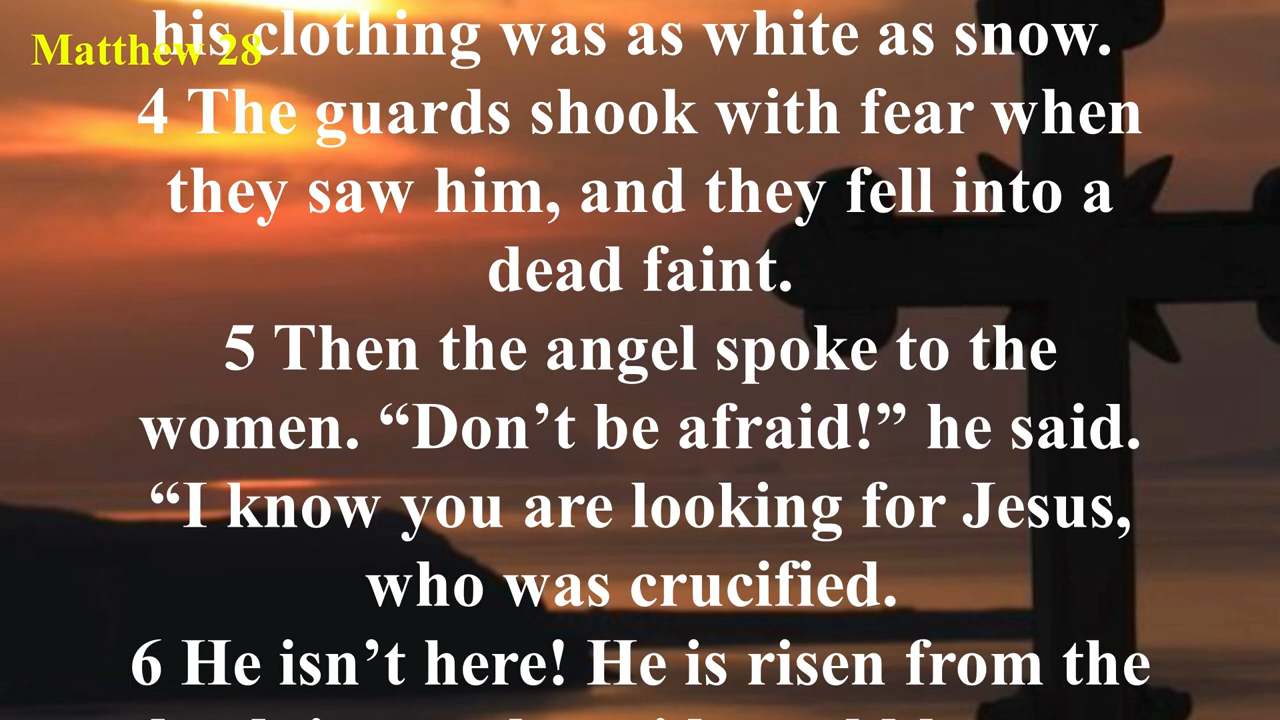 Matthew 28
his clothing was as white as snow.
4 The guards shook with fear when
they saw him, and they fell into a
dead faint.
5 Then the angel spoke to the
women. “Don’t be afraid!” he said.
“I know you are looking for Jesus,
who was crucified.
6 He isn’t here! He is risen from the